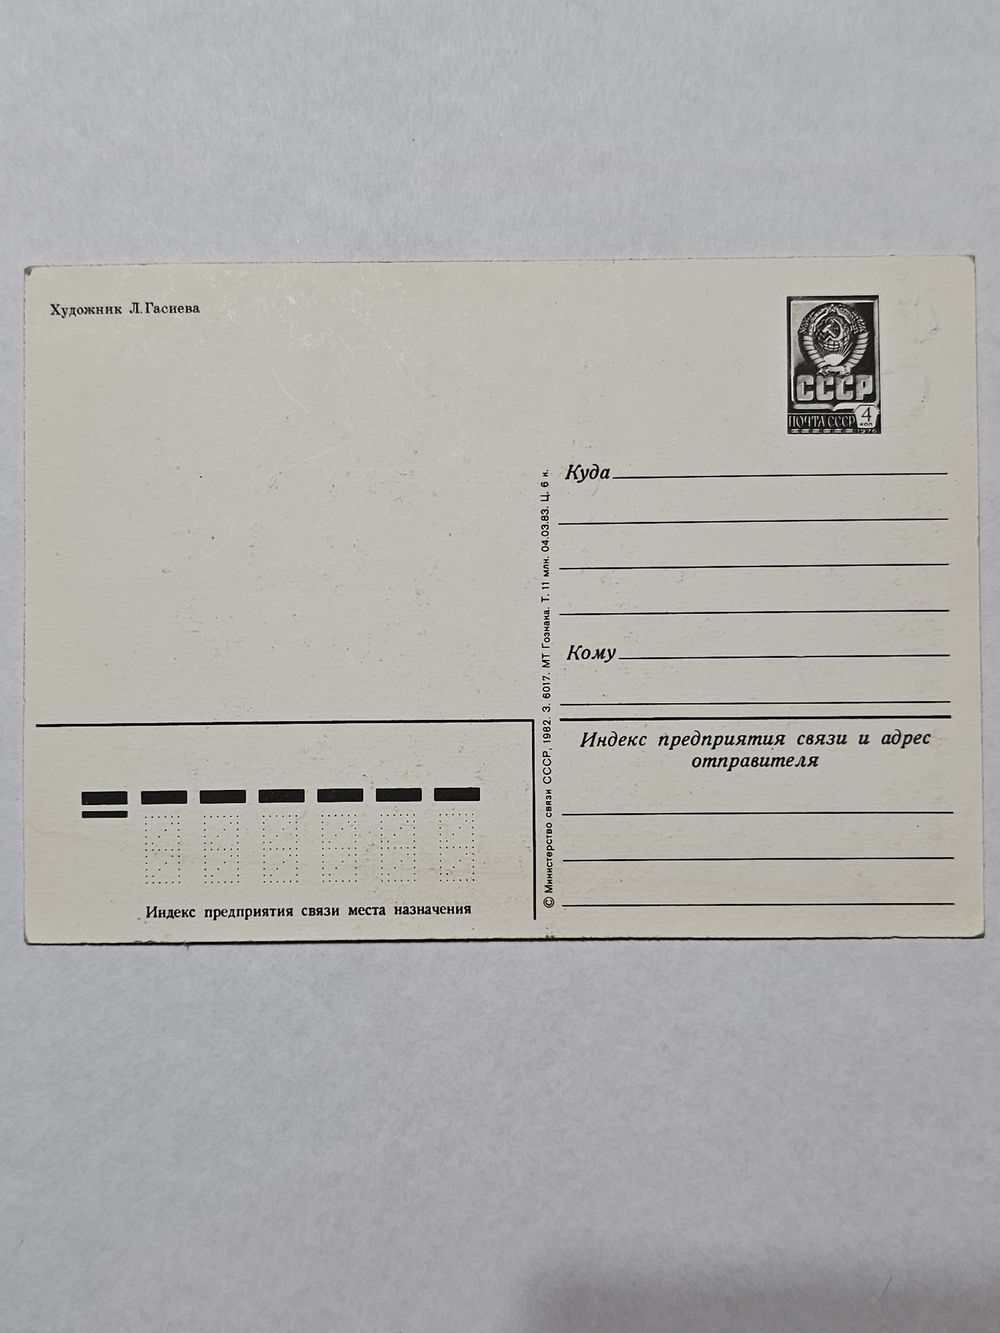 Художник Л. Гасиева
СССР
ПОЧТА СССР
4
коп
1976
Куда
Кому
Индекс предприятия связи и адрес
отправителя
© Министерство связи СССР, 1982. З. 6017. МТ Гознака. Т. 11 млн. 04.03.83. Ц. 6 к.
Индекс предприятия связи места назначения